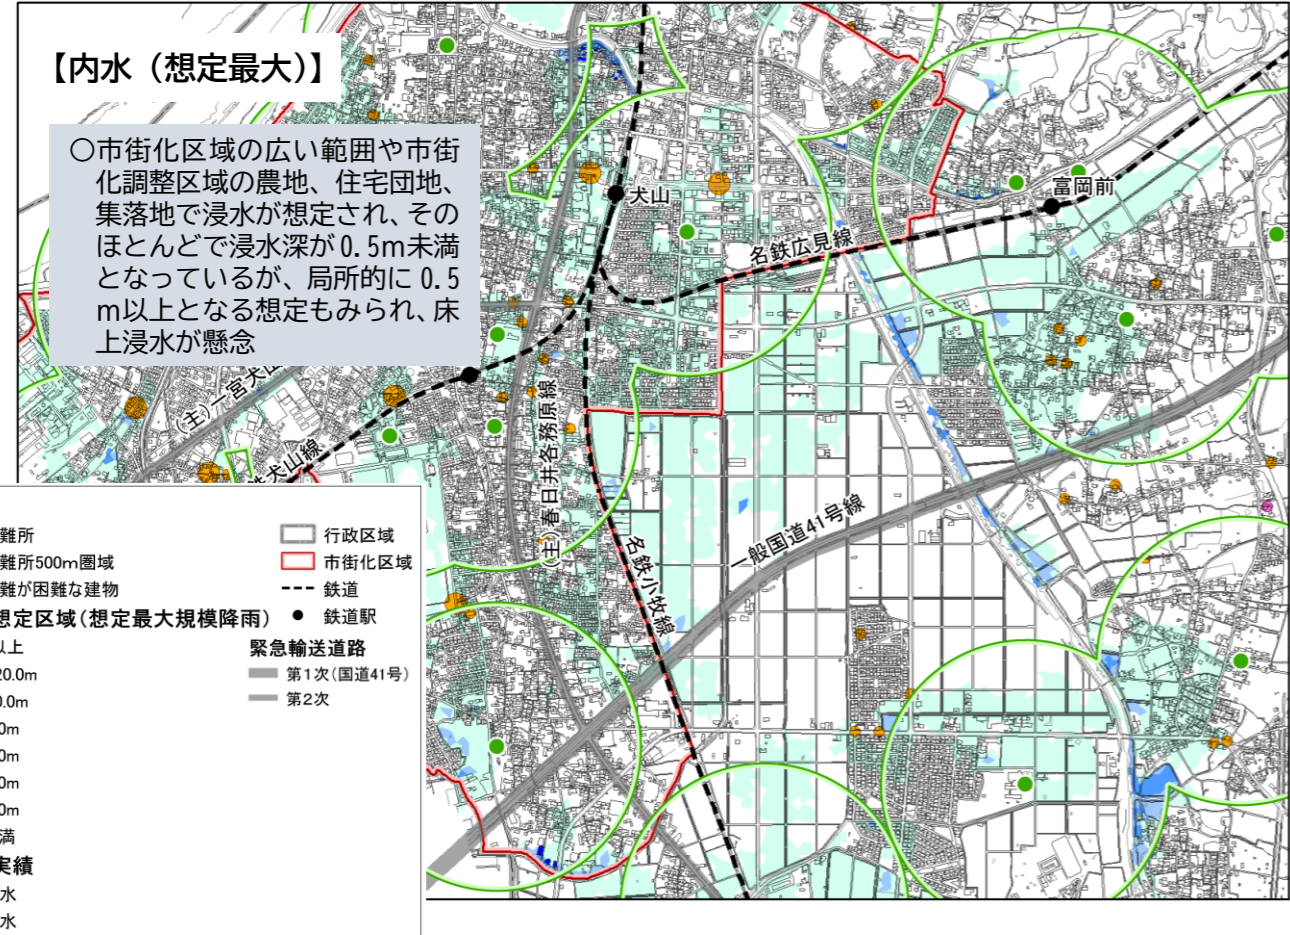 【内水（想定最大）】
○市街化区域の広い範囲や市街
化調整区域の農地、住宅団地、
集落地で浸水が想定され、その
ほとんどで浸水深が0.5m未満
となっているが、局所的に 0.5
m以上となる想定もみられ、床
上浸水が懸念
犬山
富岡前
名鉄広見線
(主)一宮犬山
犬山線
(主)春日井各務原線
一般国道41号線
名鉄小牧線
難所
難所500m圏域
難が困難な建物
想定区域(想定最大規模降雨)
以上
20.0m
0.0m
0m
0m
0m
0m
満
実績
水
水
行政区域
市街化区域
鉄道
鉄道駅
緊急輸送道路
第1次(国道41号)
第2次